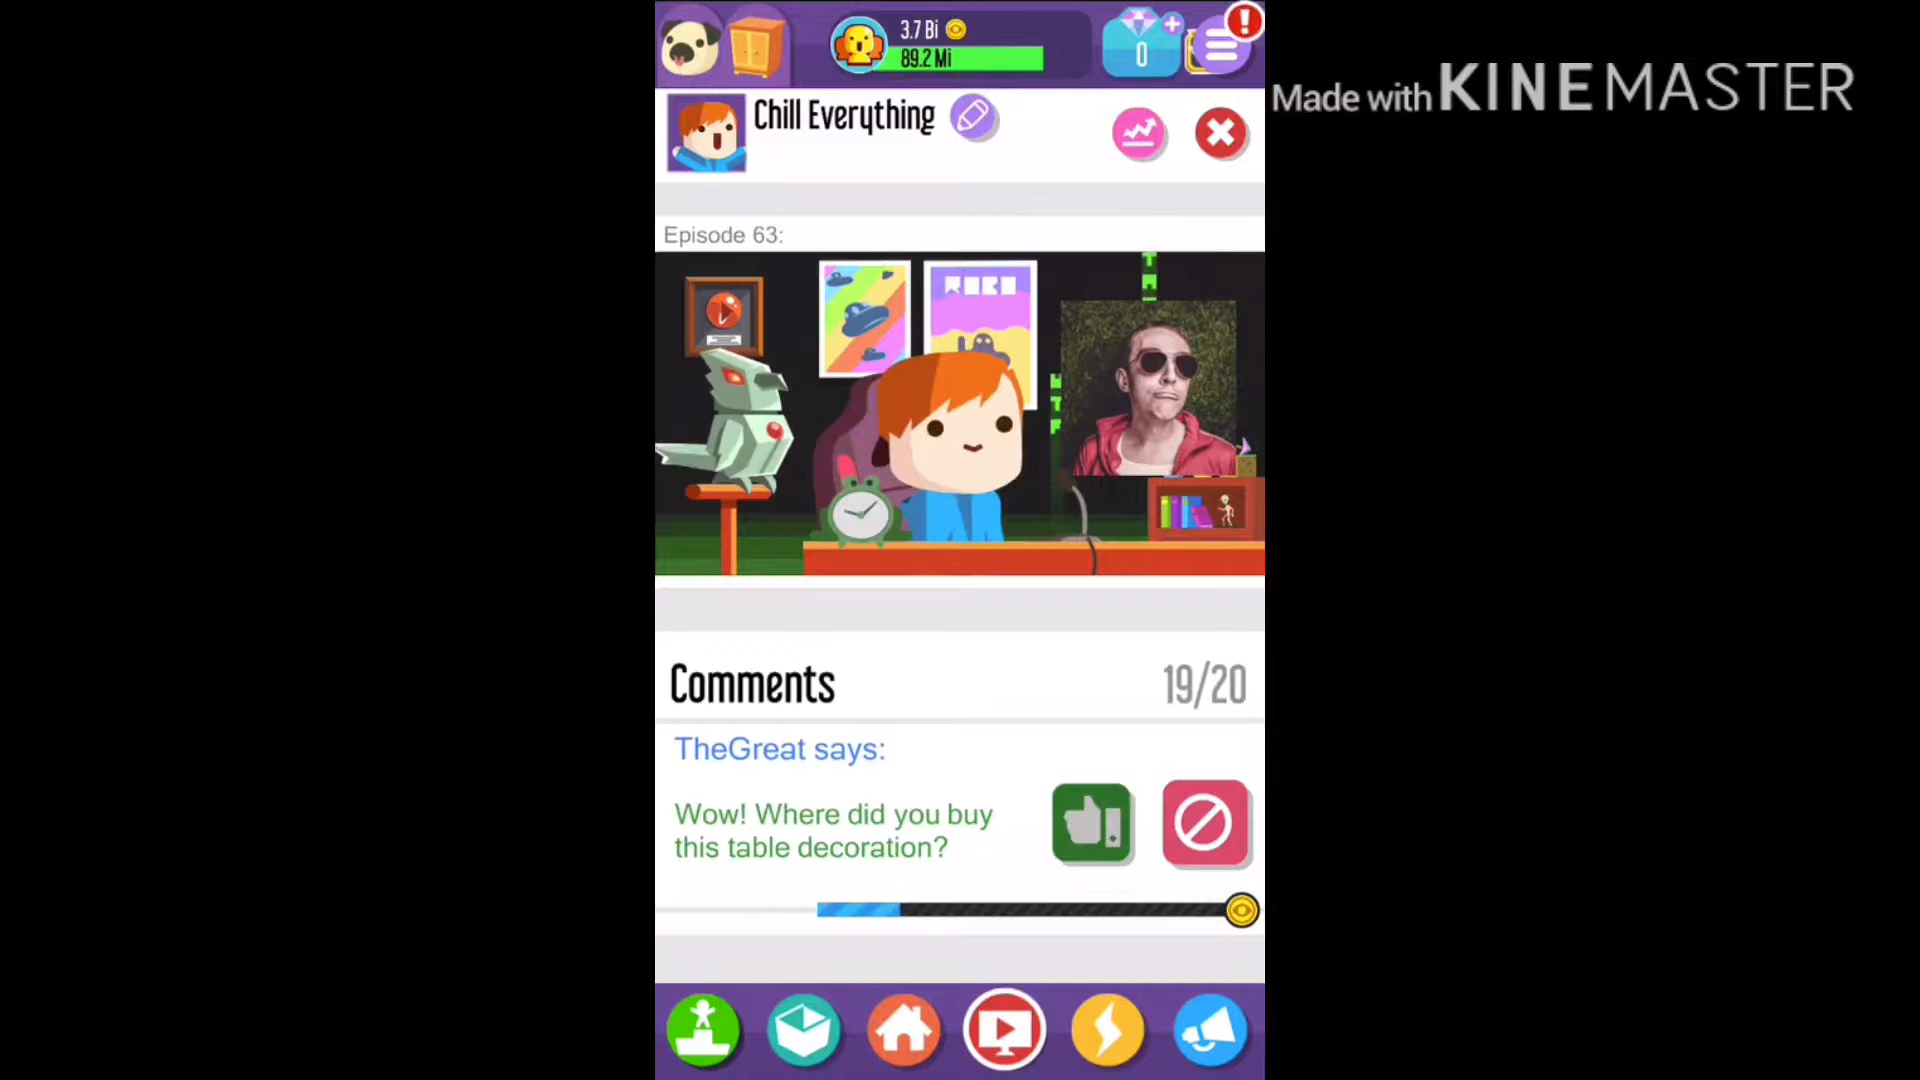 3.7 Bi
89.2 Mi
0
Made with KINEMASTER
Chill Everything
Episode 63:
Comments
19/20
TheGreat says:
Wow! Where did you buy
this table decoration?